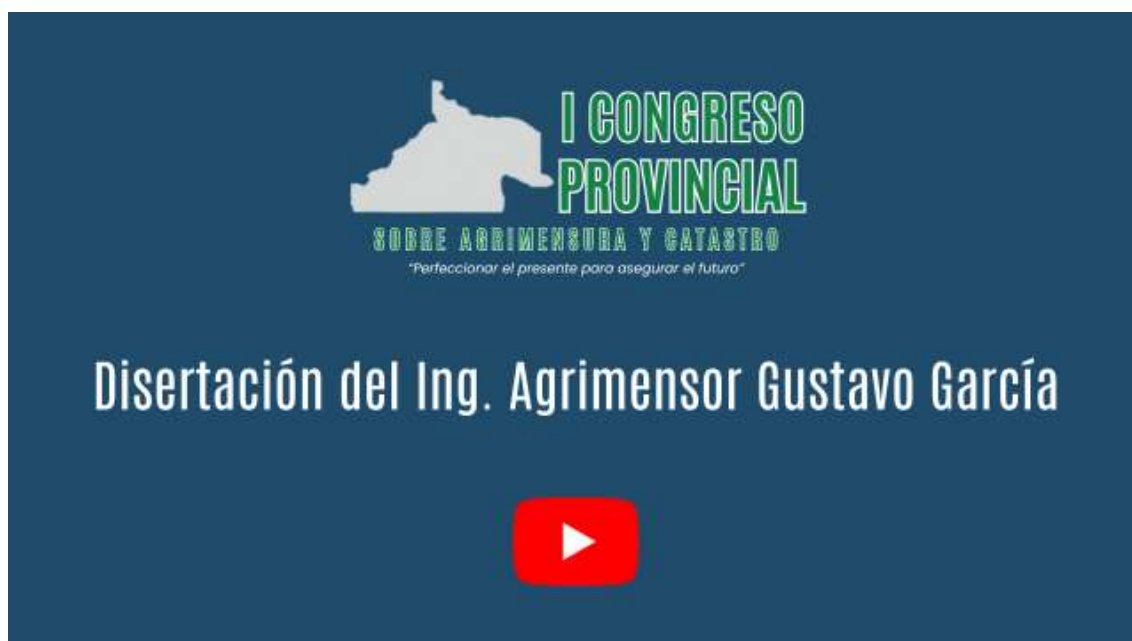 I CONGRESO
PROVINCIAL
SOBRE AGRIMENSURA Y CATASTRO
"Perfeccionar el presente para asegurar el futuro"
Disertación del Ing. Agrimensor Gustavo García